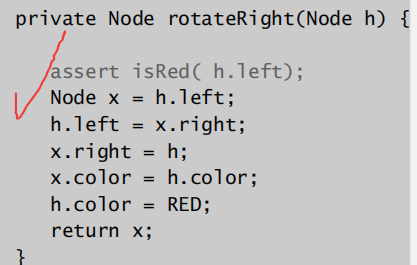 private Node rotateRight(Node h) {
assert isRed( h.left);
Node x = h.left;
h.left = x.right;
x.right = h;
x.color = h.color;
h.color = RED;
return x;
}